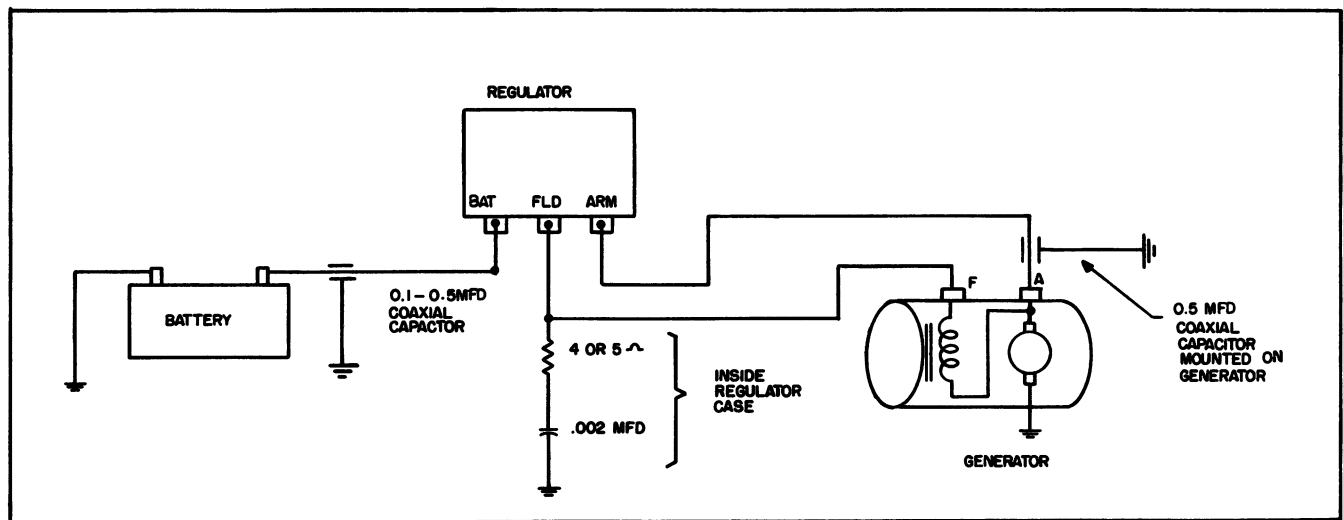 REGULATOR
BAT FLD ARM
BATTERY
0.1 - 0.5MFD
COAXIAL
CAPACTOR
F A
0.5 MFD
COAXIAL
CAPACITOR
MOUNTED ON
GENERATOR
4 OR 5
INSIDE
REGULATOR
CASE
.002 MFD
GENERATOR